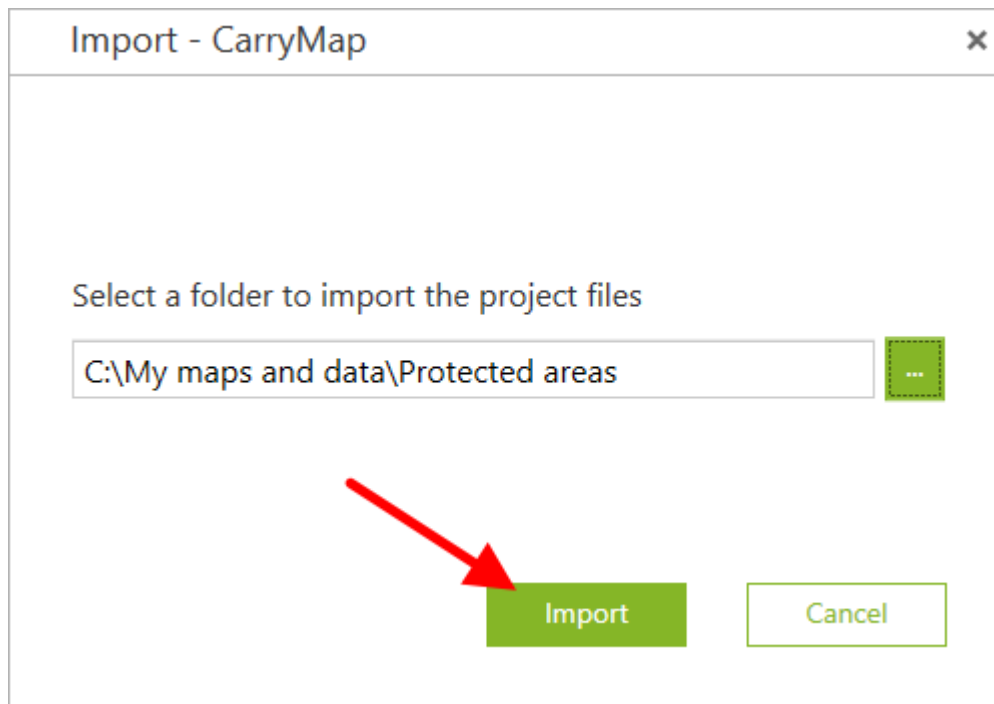 Import - CarryMap
Select a folder to import the project files
C:\My maps and data\Protected areas
...
Import
Cancel